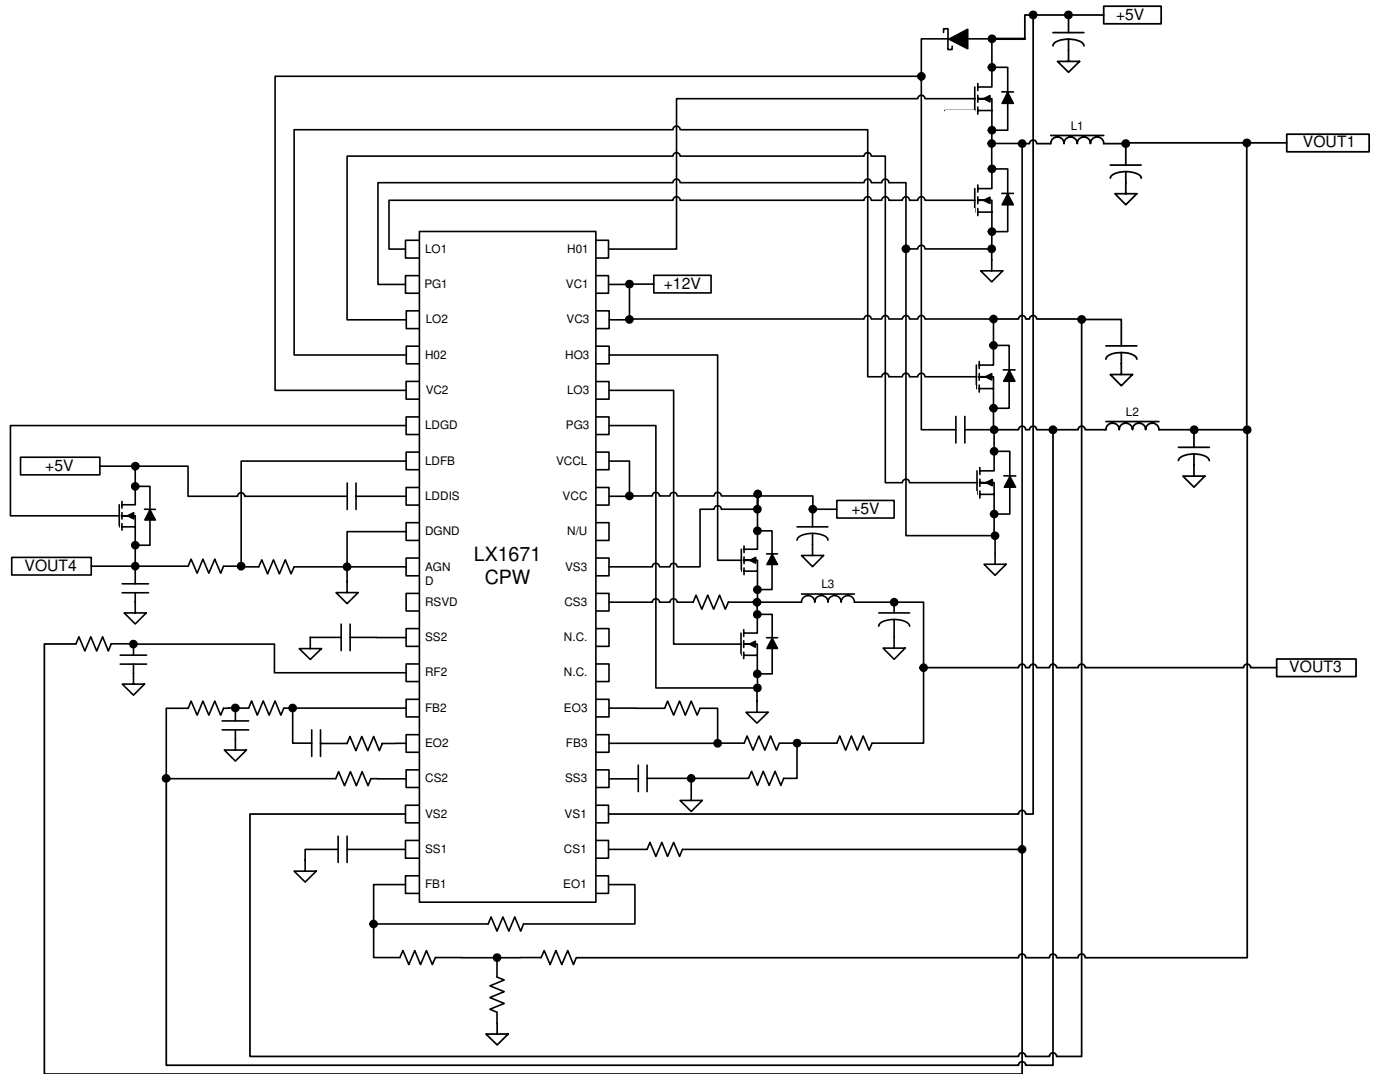 +5V
L1
VOUT1
LO1
H01
PG1
VC1
+12V
LO2
VC3
H02
HO3
VC2
LO3
L2
LDGD
PG3
+5V
LDFB
VCCL
LDDIS
VCC
+5V
DGND
N/U
LX1671
CPW
VOUT4
AGN
D
VS3
L3
RSVD
CS3
SS2
N.C.
RF2
N.C.
VOUT3
FB2
EO3
EO2
FB3
CS2
SS3
VS2
VS1
SS1
CS1
FB1
EO1